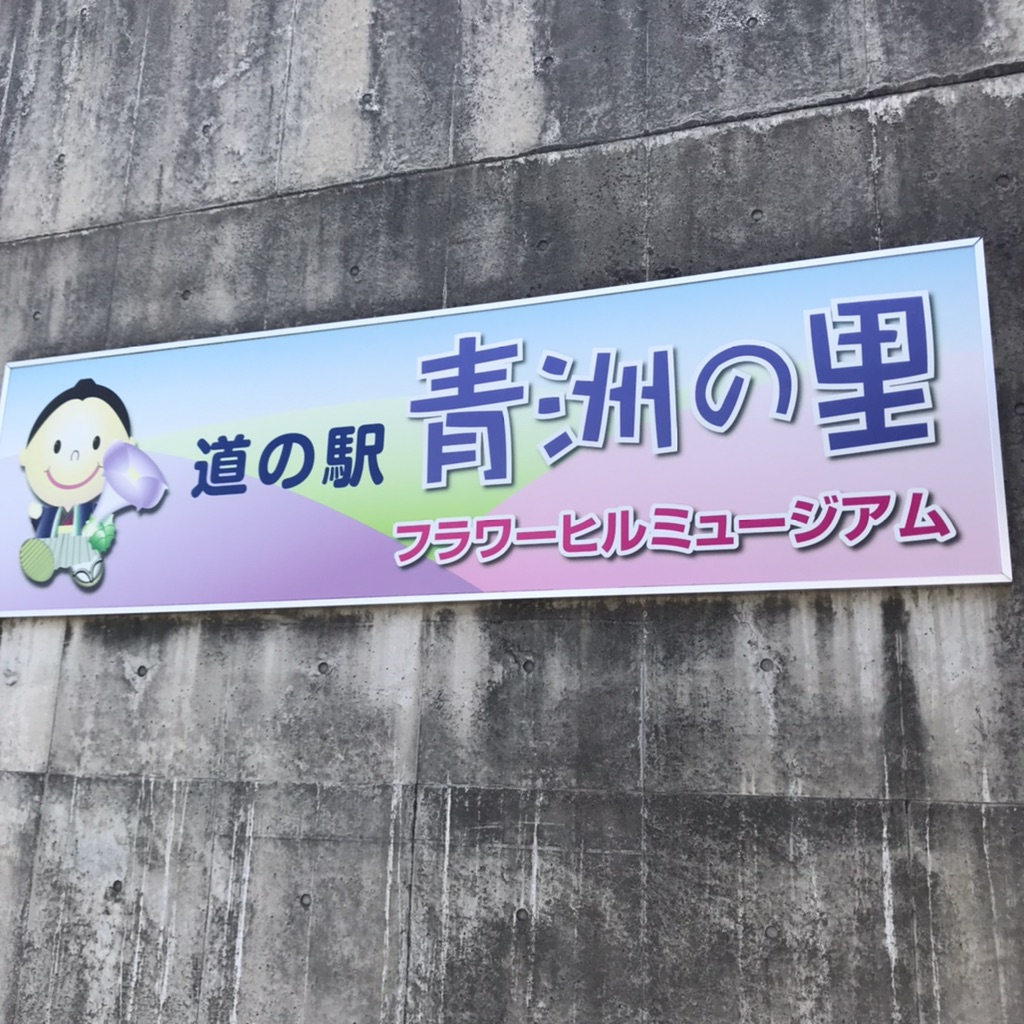 道の駅 青洲の里
フラワーヒルミュージアム